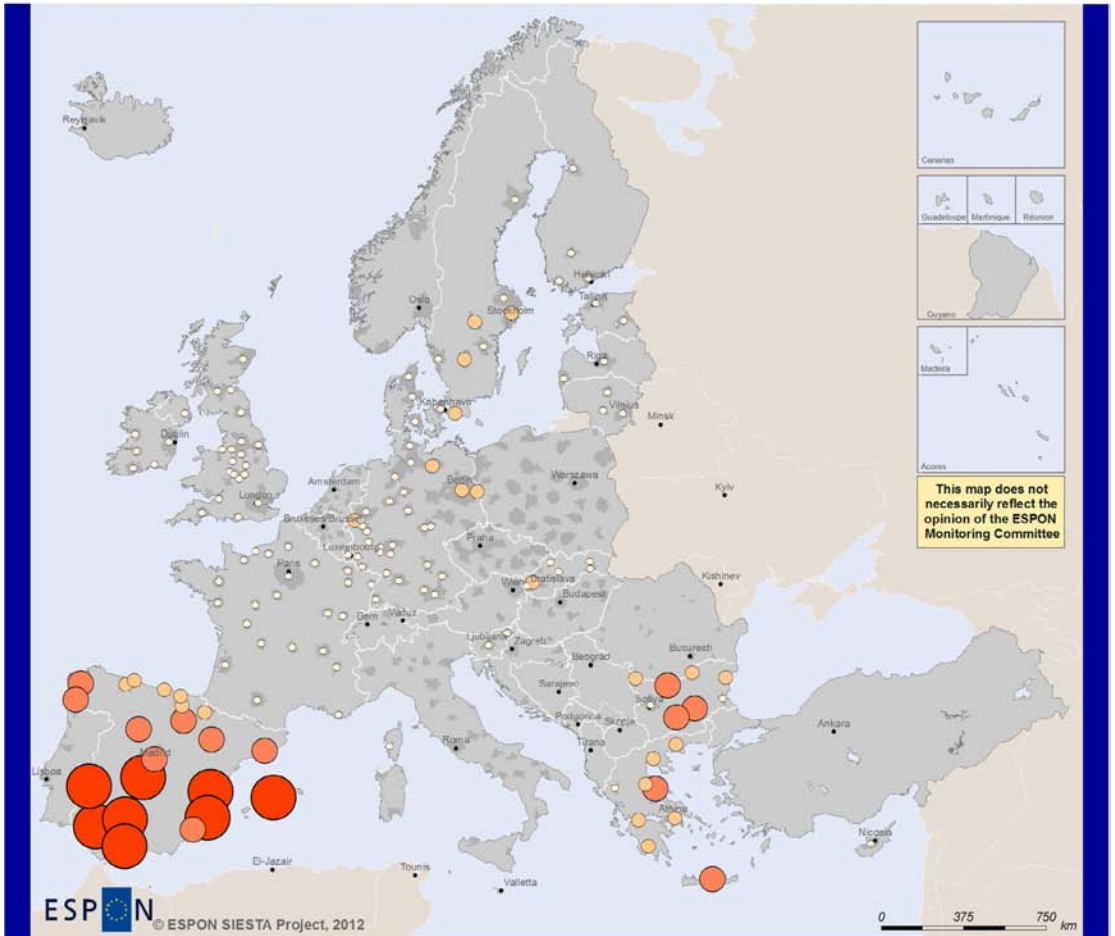 Reykjavík
Canaries
Guadeloupe
Martinique
Réunion
Guyane
Madeira
Acores
This map does not
necessarily reflect the
opinion of the ESPON
Monitoring Committee
Oslo
Helsinki
Tallinn
Stockholm
Riga
København
Vilnius
Minsk
Dublin
Berlin
Warszawa
Amsterdam
London
Kyiv
Bruxelles/Brussel
Praha
Luxembourg
Paris
Kishinev
Wien
Bratislava
Budapest
Bern
Vaduz
Ljubljana
Zagreb
Bucuresti
Beograd
Sarajevo
Sofiya
Podgorica
Skopje
Ankara
Roma
Tirana
Madrid
Lisboa
Athina
Nicosia
El-Jazair
Tounis
Valletta
ESPON
© ESPON SIESTA Project, 2012
0 375 750
km